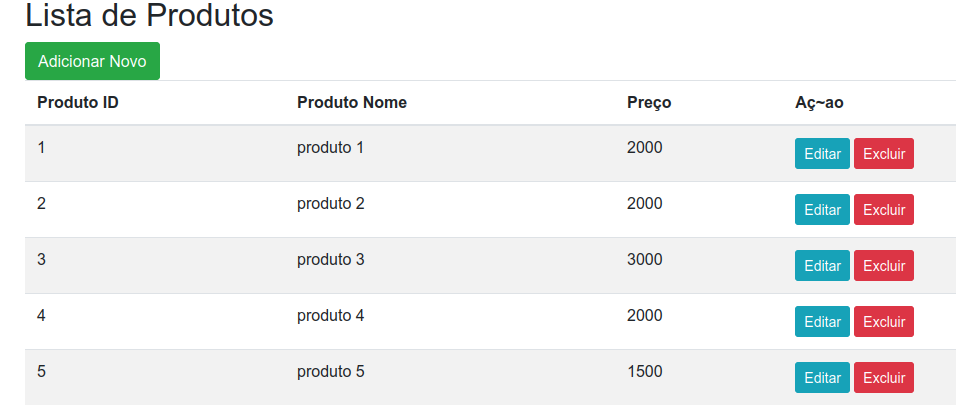 Lista de Produtos
Adicionar Novo
Produto ID Produto Nome Preço Aç~ao
1 produto 1 2000 Editar Excluir
2 produto 2 2000 Editar Excluir
3 produto 3 3000 Editar Excluir
4 produto 4 2000 Editar Excluir
5 produto 5 1500 Editar Excluir